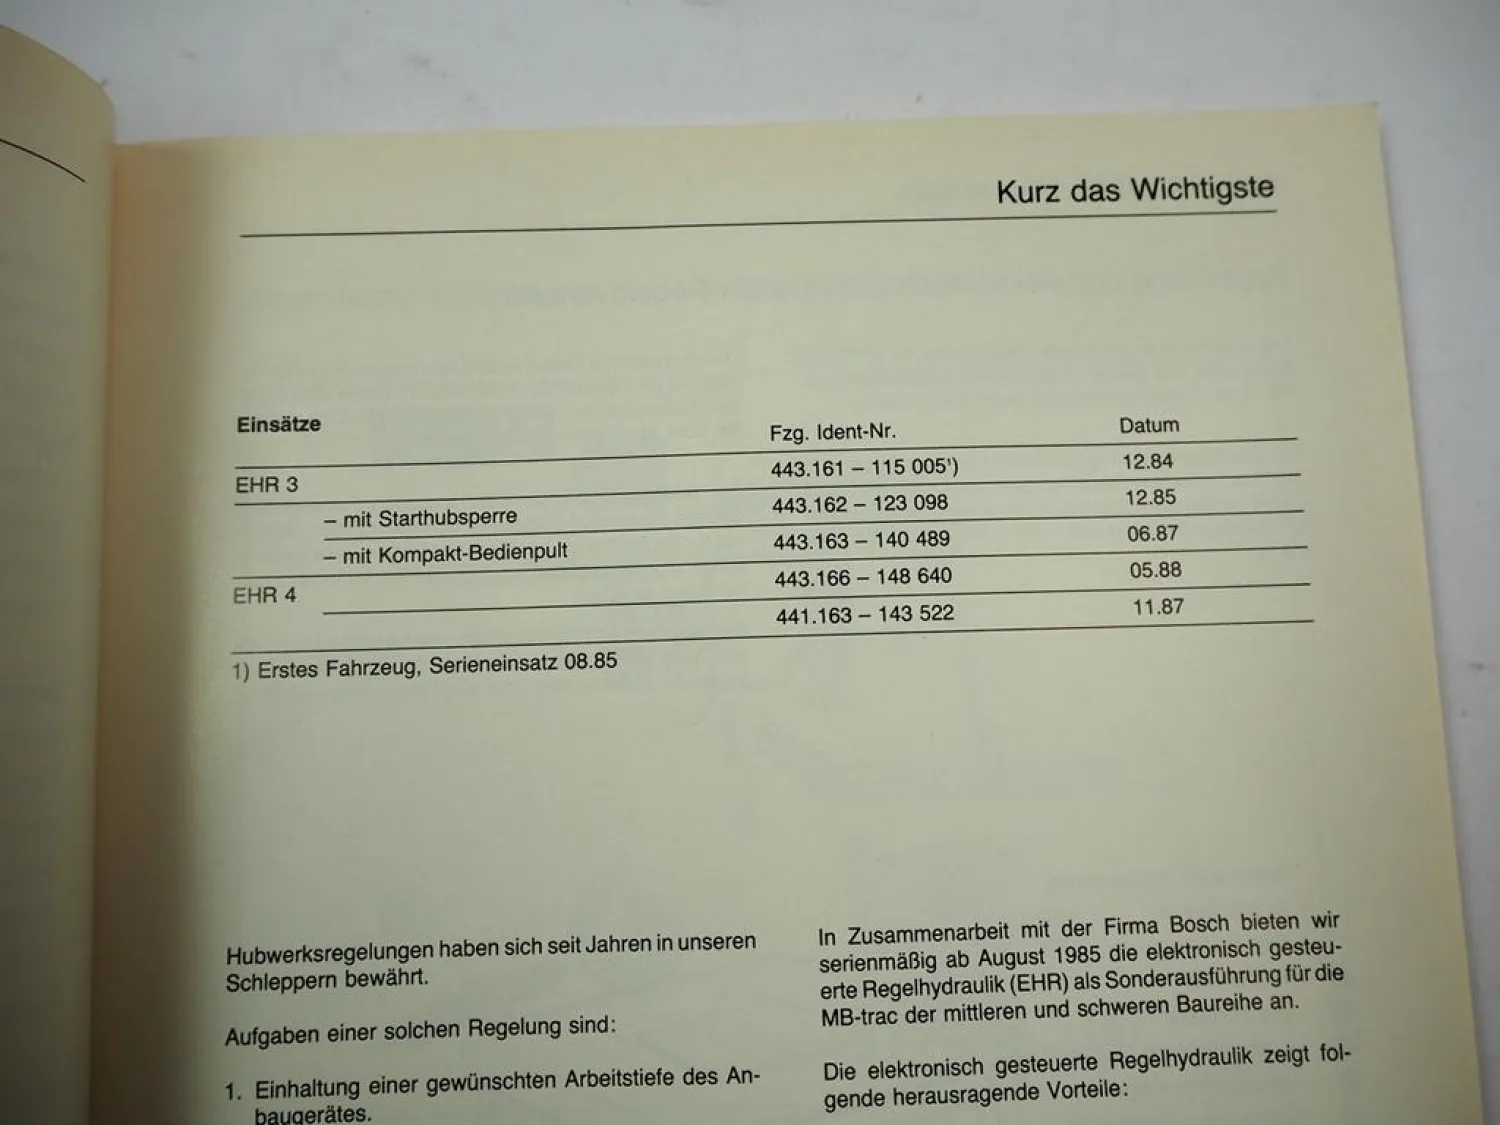 Kurz das Wichtigste
Einsätze Fzg. Ident-Nr. Datum
EHR 3 443.161 – 115 005¹) 12.84
– mit Starthubsperre 443.162 – 123 098 12.85
– mit Kompakt-Bedienpult 443.163 – 140 489 06.87
EHR 4 443.166 – 148 640 05.88
441.163 – 143 522 11.87
1) Erstes Fahrzeug, Serieneinsatz 08.85
Hubwerksregelungen haben sich seit Jahren in unseren
Schleppern bewährt.
Aufgaben einer solchen Regelung sind:
1. Einhaltung einer gewünschten Arbeitstiefe des An-
baugerätes.
In Zusammenarbeit mit der Firma Bosch bieten wir
serienmäßig ab August 1985 die elektronisch gesteu-
erte Regelhydraulik (EHR) als Sonderausführung für die
MB-trac der mittleren und schweren Baureihe an.
Die elektronisch gesteuerte Regelhydraulik zeigt fol-
gende herausragende Vorteile: